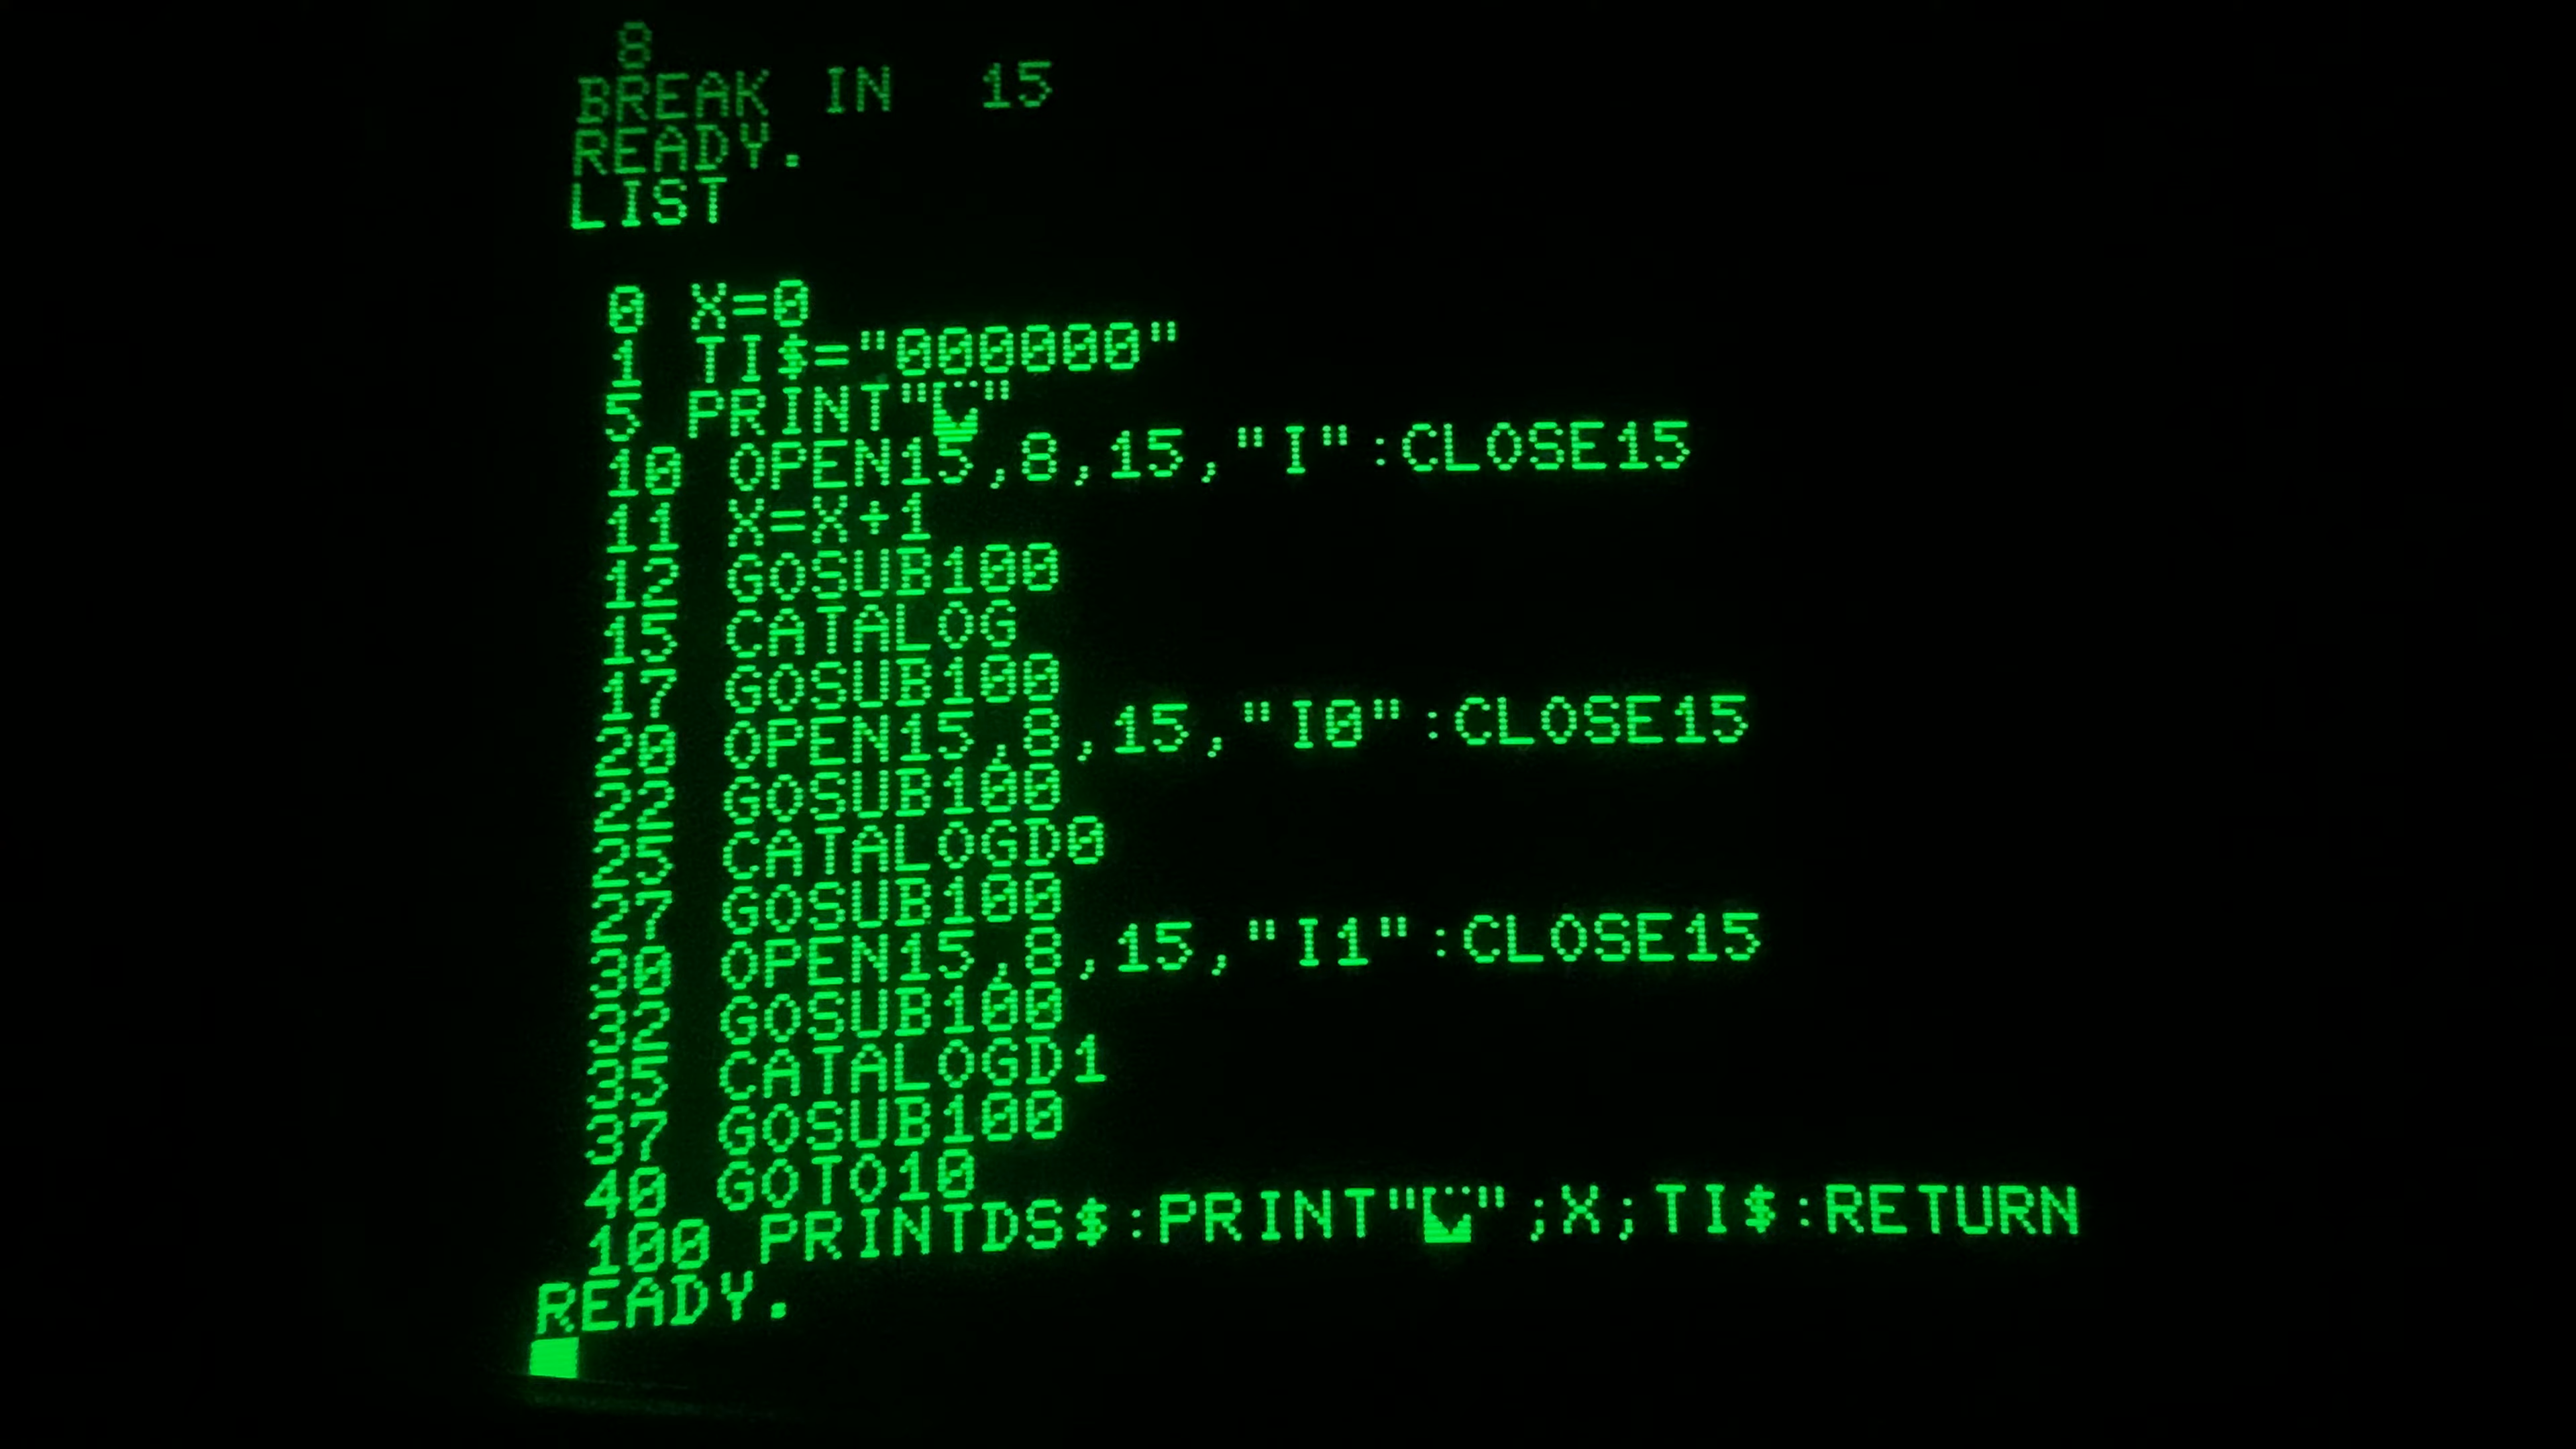 8
BREAK IN  15
READY.
LIST
0  X=0
1  TI$="000000"
5  PRINT"♥"
10  OPEN15,8,15,"I":CLOSE15
11  X=X+1
12  GOSUB100
15  CATALOG
17  GOSUB100
20  OPEN15,8,15,"I0":CLOSE15
22  GOSUB100
25  CATALOGD0
27  GOSUB100
30  OPEN15,8,15,"I1":CLOSE15
32  GOSUB100
35  CATALOGD1
37  GOSUB100
40  GOTO10
100  PRINTDS$:PRINT"♥";X;TI$:RETURN
READY.